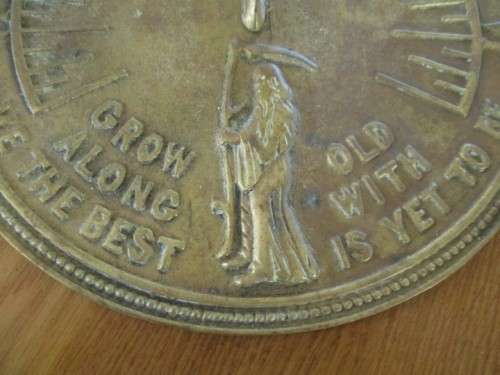 GROW OLD
ALONG WITH
THE BEST IS YET TO